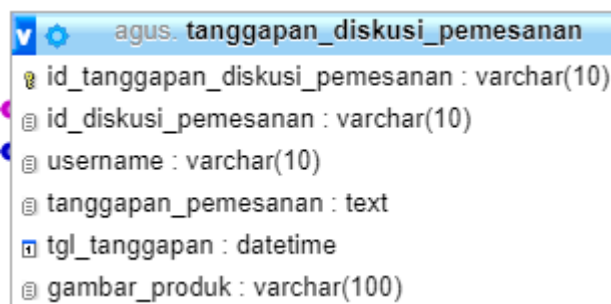 v agus. tanggapan_diskusi_pemesanan
id_tanggapan_diskusi_pemesanan : varchar(10)
id_diskusi_pemesanan : varchar(10)
username : varchar(10)
tanggapan_pemesanan : text
tgl_tanggapan : datetime
gambar_produk : varchar(100)